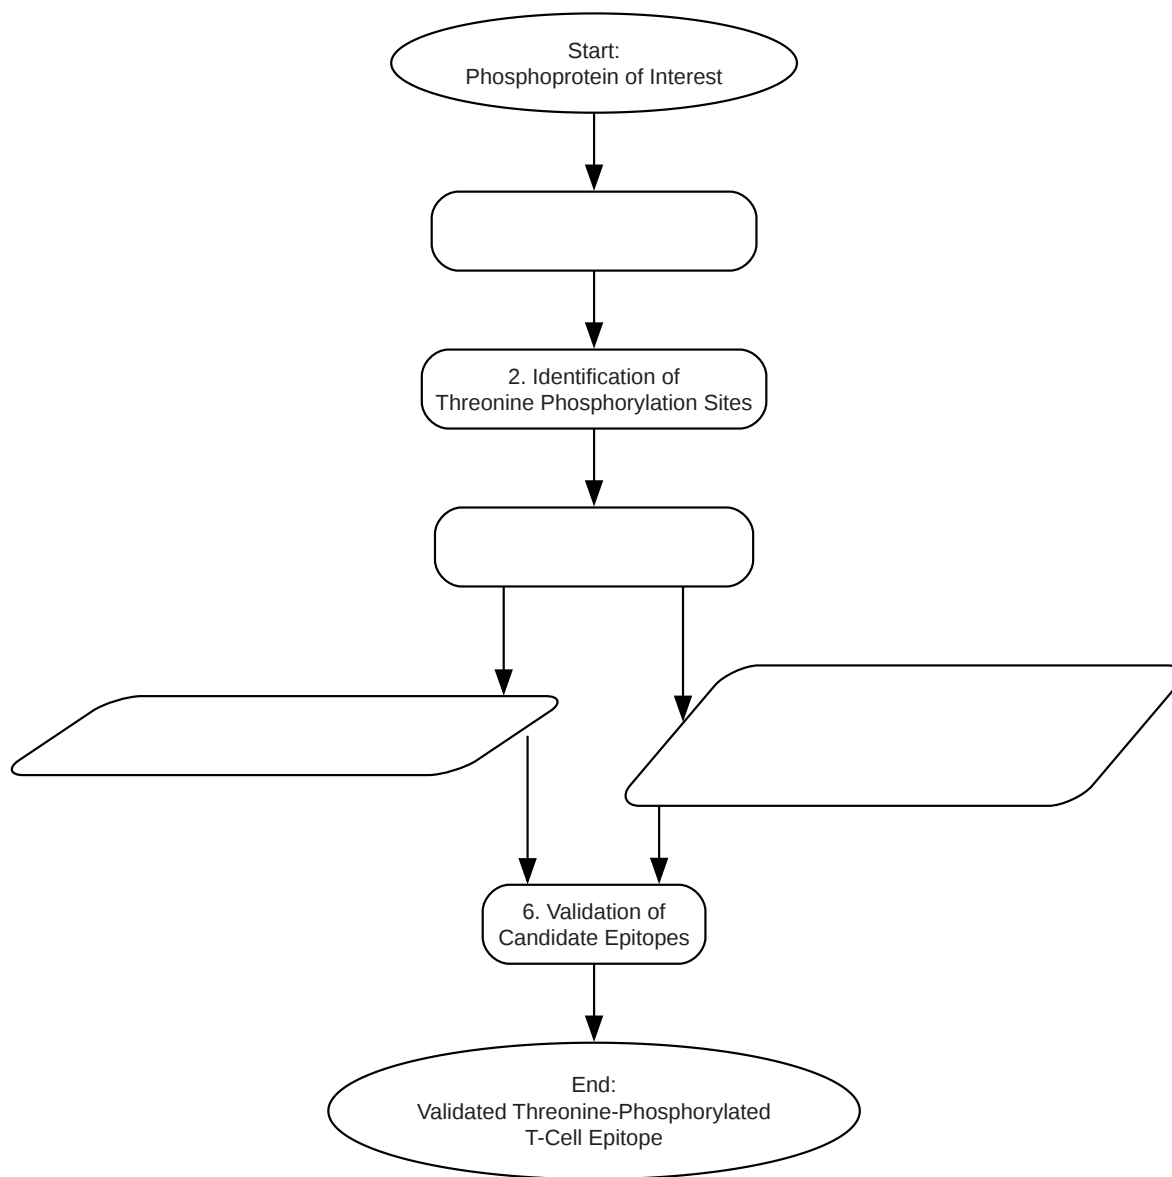 Start:
Phosphoprotein of Interest
2. Identification of
Threonine Phosphorylation Sites
6. Validation of
Candidate Epitopes
End:
Validated Threonine-Phosphorylated
T-Cell Epitope